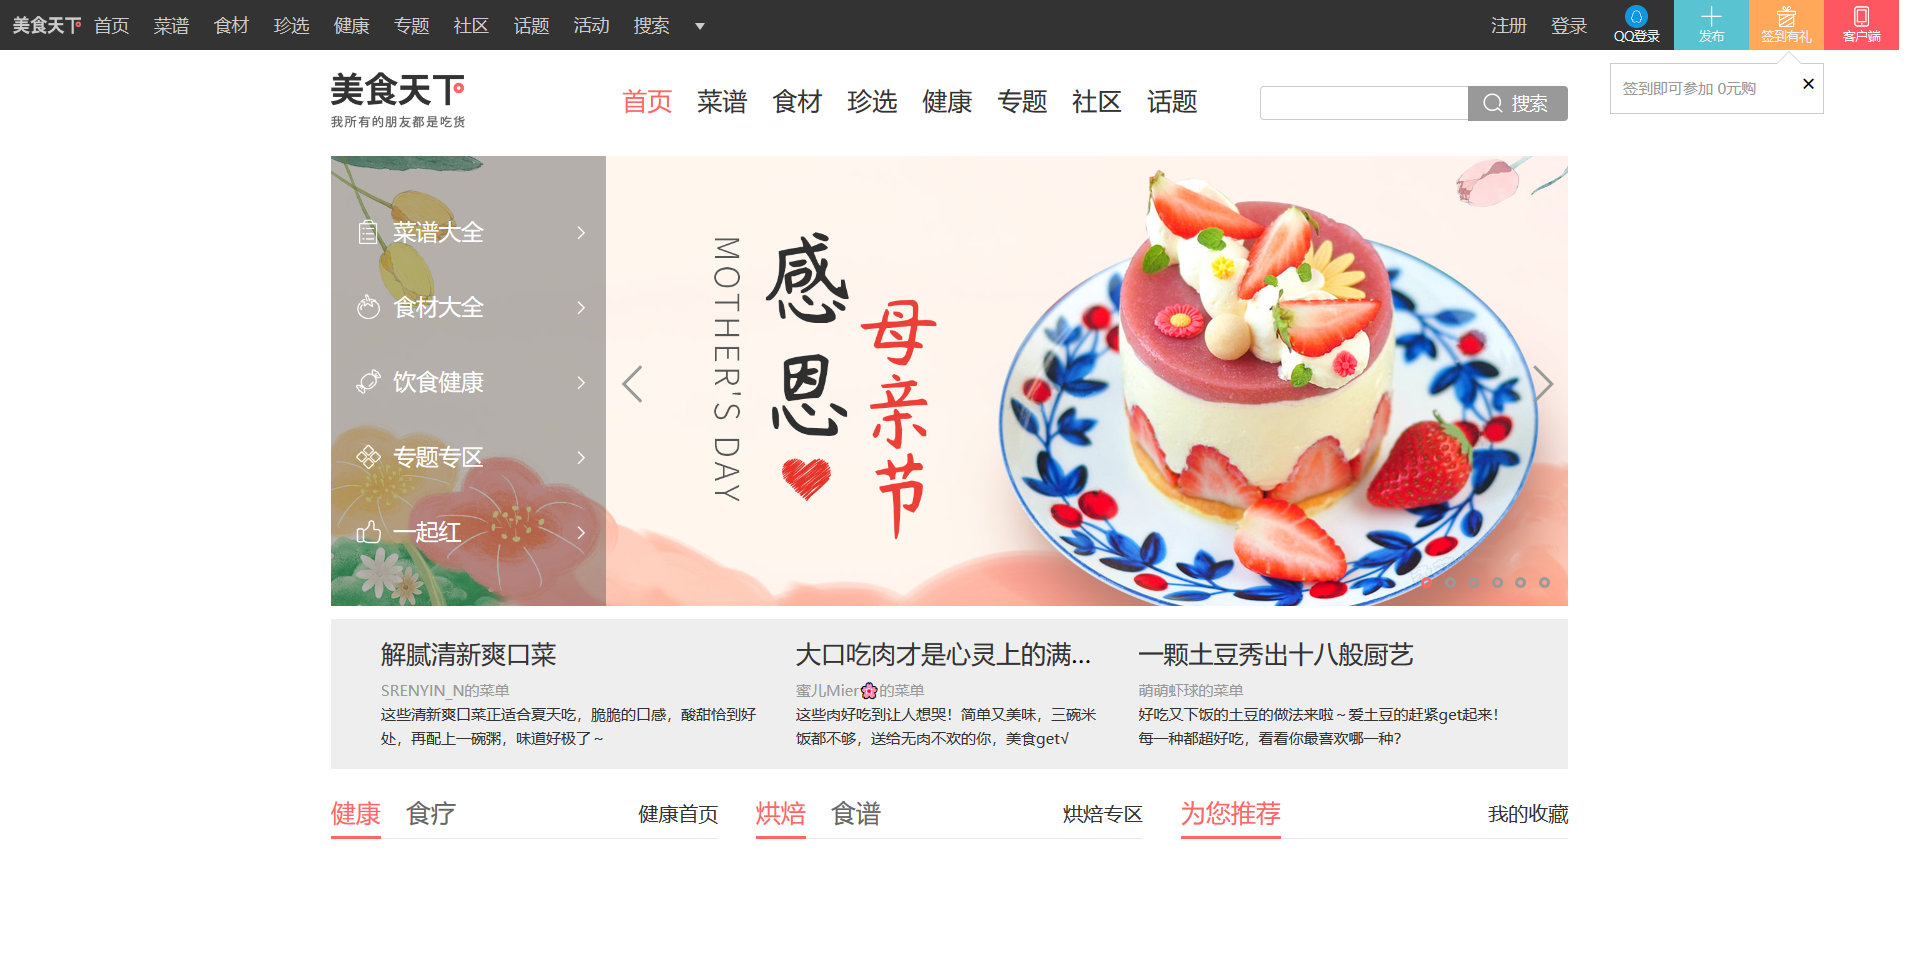 美食天下 首页 菜谱 食材 珍选 健康 专题 社区 话题 活动 搜索 注册 登录 QQ登录 发布 签到有礼 客户端
签到即可参加 0元购 ×
美食天下
我所有的朋友都是吃货
首页 菜谱 食材 珍选 健康 专题 社区 话题
搜索
菜谱大全
食材大全
饮食健康
专题专区
一起红
MOTHER'S DAY
感恩
母亲节
解腻清新爽口菜
SRENYIN_N的菜单
这些清新爽口菜正适合夏天吃，脆脆的口感，酸甜恰到好
处，再配上一碗粥，味道好极了～
大口吃肉才是心灵上的满...
蜜儿Mier🌸的菜单
这些肉好吃到让人想哭！简单又美味，三碗米
饭都不够，送给无肉不欢的你，美食get√
一颗土豆秀出十八般厨艺
萌萌虾球的菜单
好吃又下饭的土豆的做法来啦～爱土豆的赶紧get起来！
每一种都超好吃，看看你最喜欢哪一种？
健康 食疗 健康首页
烘焙 食谱 烘焙专区
为您推荐 我的收藏